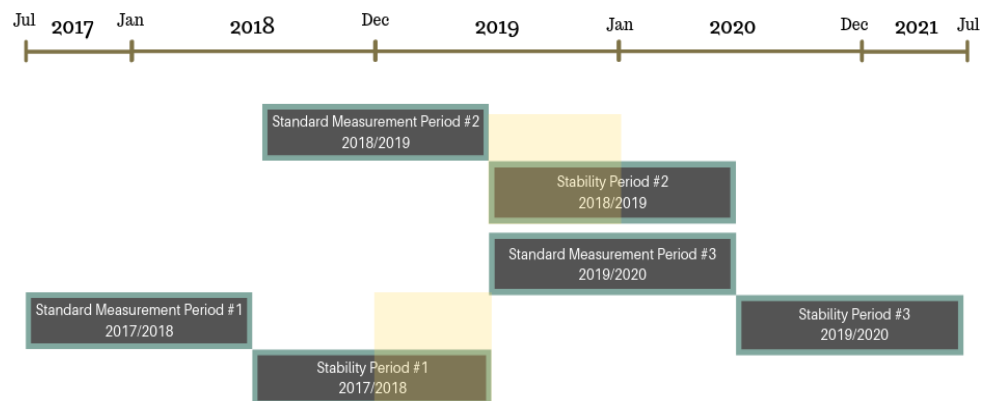 Jul 2017 Jan 2018 Dec 2019 Jan 2020 Dec 2021 Jul
Standard Measurement Period #2
2018/2019
Stability Period #2
2018/2019
Standard Measurement Period #3
2019/2020
Standard Measurement Period #1
2017/2018
Stability Period #3
2019/2020
Stability Period #1
2017/2018